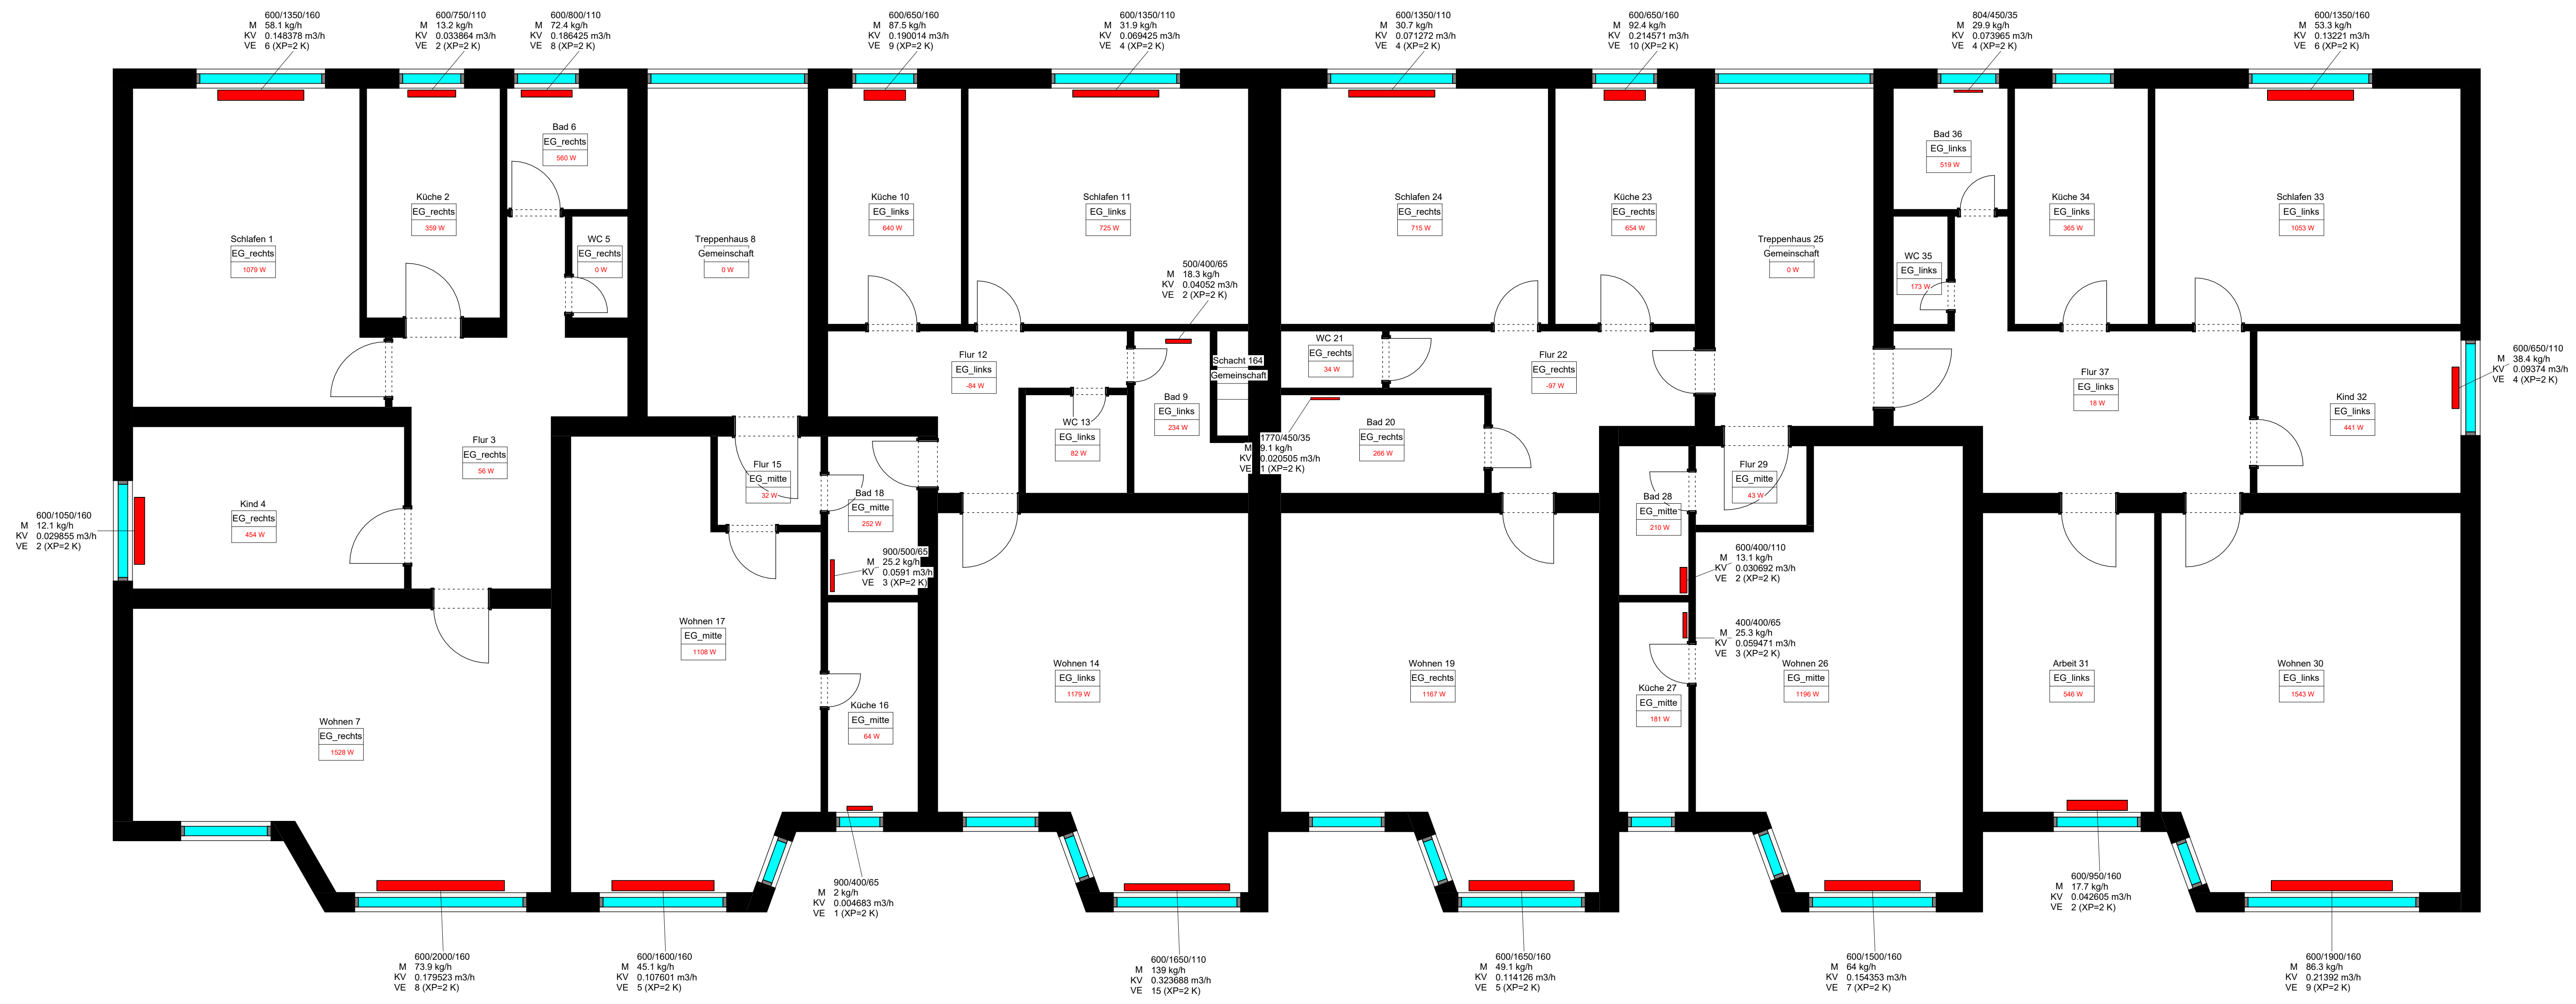 600/1350/160
M 58.1 kg/h
KV 0.148378 m3/h
VE 6 (XP=2 K)
600/750/110
M 13.2 kg/h
KV 0.033864 m3/h
VE 2 (XP=2 K)
600/800/110
M 72.4 kg/h
KV 0.186425 m3/h
VE 8 (XP=2 K)
600/650/160
M 87.5 kg/h
KV 0.190014 m3/h
VE 9 (XP=2 K)
600/1350/110
M 31.9 kg/h
KV 0.069425 m3/h
VE 4 (XP=2 K)
600/1350/110
M 30.7 kg/h
KV 0.071272 m3/h
VE 4 (XP=2 K)
600/650/160
M 92.4 kg/h
KV 0.214571 m3/h
VE 10 (XP=2 K)
804/450/35
M 29.9 kg/h
KV 0.073965 m3/h
VE 4 (XP=2 K)
600/1350/160
M 53.3 kg/h
KV 0.13221 m3/h
VE 6 (XP=2 K)
Bad 6
EG_rechts
560 W
Bad 36
EG_links
519 W
Küche 2
EG_rechts
359 W
Küche 10
EG_links
640 W
Schlafen 11
EG_links
725 W
Schlafen 24
EG_rechts
715 W
Küche 23
EG_rechts
654 W
Küche 34
EG_links
365 W
Schlafen 33
EG_links
1053 W
Schlafen 1
EG_rechts
1079 W
WC 5
EG_rechts
0 W
Treppenhaus 8
Gemeinschaft
0 W
Treppenhaus 25
Gemeinschaft
0 W
WC 35
EG_links
173 W
500/400/65
M 18.3 kg/h
KV 0.04052 m3/h
VE 2 (XP=2 K)
Flur 12
EG_links
-84 W
Schacht 164
Gemeinschaft
WC 21
EG_rechts
34 W
Flur 22
EG_rechts
-97 W
Flur 37
EG_links
18 W
600/650/110
M 38.4 kg/h
KV 0.09374 m3/h
VE 4 (XP=2 K)
Bad 9
EG_links
234 W
Kind 32
EG_links
441 W
WC 13
EG_links
82 W
Bad 20
EG_rechts
266 W
1770/450/35
M 9.1 kg/h
KV 0.020505 m3/h
VE 1 (XP=2 K)
Flur 3
EG_rechts
56 W
Flur 15
EG_mitte
32 W
Flur 29
EG_mitte
43 W
Kind 4
EG_rechts
454 W
600/1050/160
M 12.1 kg/h
KV 0.029855 m3/h
VE 2 (XP=2 K)
Bad 18
EG_mitte
252 W
Bad 28
EG_mitte
210 W
900/500/65
M 25.2 kg/h
KV 0.0591 m3/h
VE 3 (XP=2 K)
600/400/110
M 13.1 kg/h
KV 0.030692 m3/h
VE 2 (XP=2 K)
Wohnen 17
EG_mitte
1108 W
400/400/65
M 25.3 kg/h
KV 0.059471 m3/h
VE 3 (XP=2 K)
Wohnen 14
EG_links
1179 W
Wohnen 19
EG_rechts
1167 W
Wohnen 26
EG_mitte
1196 W
Arbeit 31
EG_links
546 W
Wohnen 30
EG_links
1543 W
Küche 27
EG_mitte
181 W
Küche 16
EG_mitte
64 W
Wohnen 7
EG_rechts
1528 W
900/400/65
M 2 kg/h
KV 0.004683 m3/h
VE 1 (XP=2 K)
600/950/160
M 17.7 kg/h
KV 0.042605 m3/h
VE 2 (XP=2 K)
600/2000/160
M 73.9 kg/h
KV 0.179523 m3/h
VE 8 (XP=2 K)
600/1600/160
M 45.1 kg/h
KV 0.107601 m3/h
VE 5 (XP=2 K)
600/1650/110
M 139 kg/h
KV 0.323688 m3/h
VE 15 (XP=2 K)
600/1650/160
M 49.1 kg/h
KV 0.114126 m3/h
VE 5 (XP=2 K)
600/1500/160
M 64 kg/h
KV 0.154353 m3/h
VE 7 (XP=2 K)
600/1900/160
M 86.3 kg/h
KV 0.21392 m3/h
VE 9 (XP=2 K)